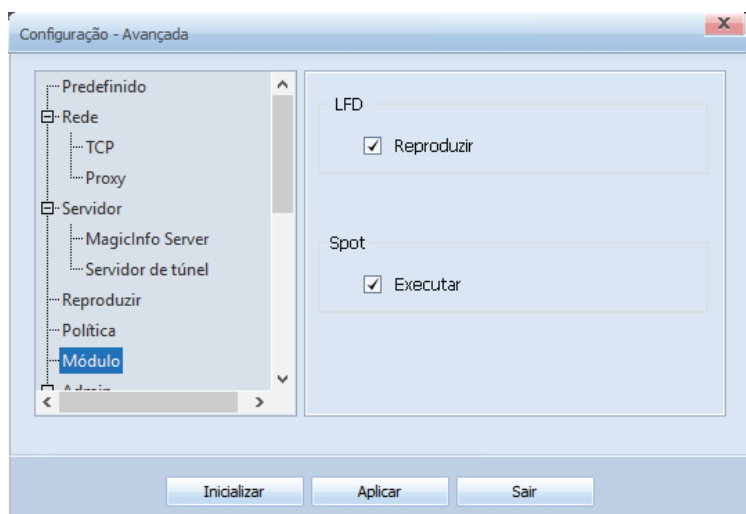 Configuração - Avançada
Predefinido
Rede
TCP
Proxy
Servidor
MagicInfo Server
Servidor de túnel
Reproduzir
Política
Módulo
Admin
LFD
Reproduzir
Spot
Executar
Inicializar
Aplicar
Sair